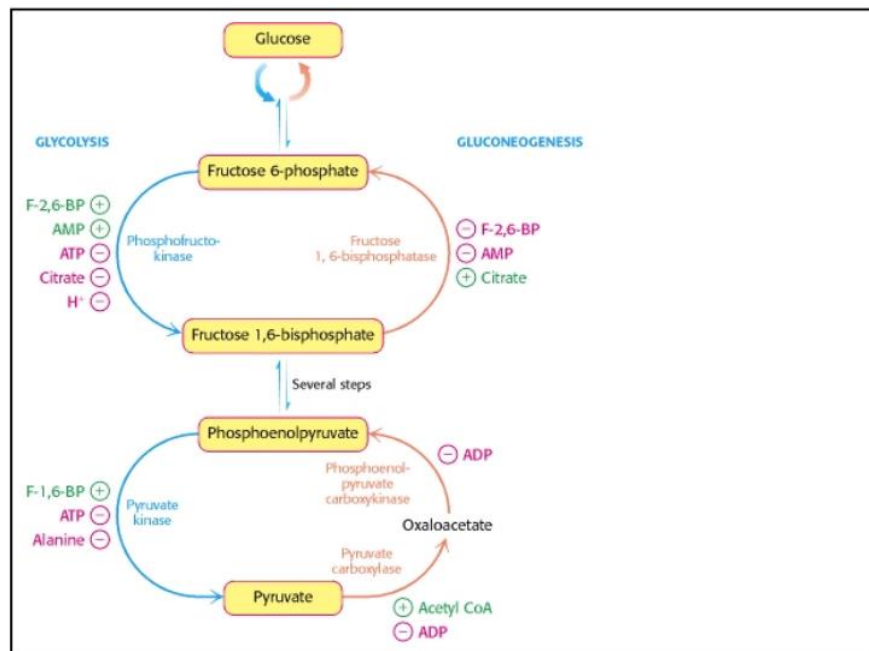 Glucose
GLYCOLYSIS
GLUCONEOGENESIS
Fructose 6-phosphate
F-2,6-BP +
AMP +
ATP −
Citrate −
H⁺ −
Phosphofructo-
kinase
Fructose
1, 6-bisphosphatase
− F-2,6-BP
− AMP
+ Citrate
Fructose 1,6-bisphosphate
Several steps
Phosphoenolpyruvate
F-1,6-BP +
ATP −
Alanine −
Pyruvate
kinase
Phosphoenol-
pyruvate
carboxykinase
− ADP
Oxaloacetate
Pyruvate
carboxylase
Pyruvate
+ Acetyl CoA
− ADP